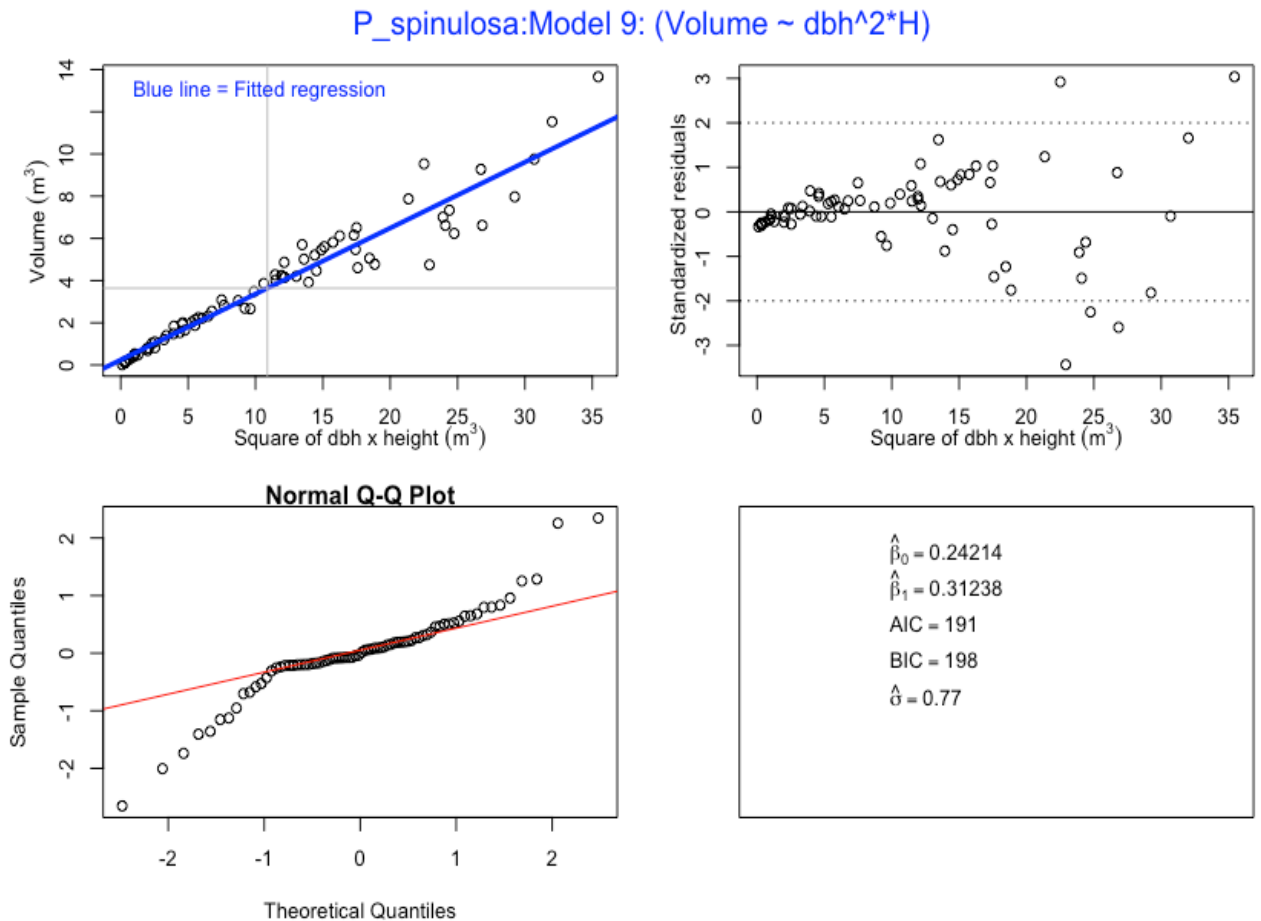 P_spinulosa:Model 9: (Volume ~ dbh^2*H)
Blue line = Fitted regression
Volume (m³)
0 2 4 6 8 10 14
0 5 10 15 20 25 30 35
Square of dbh x height (m³)
Standardized residuals
-3 -2 -1 0 1 2 3
0 5 10 15 20 25 30 35
Square of dbh x height (m³)
Normal Q-Q Plot
Sample Quantiles
-2 -1 0 1 2
-2 -1 0 1 2
Theoretical Quantiles
β̂₀ = 0.24214
β̂₁ = 0.31238
AIC = 191
BIC = 198
σ̂ = 0.77